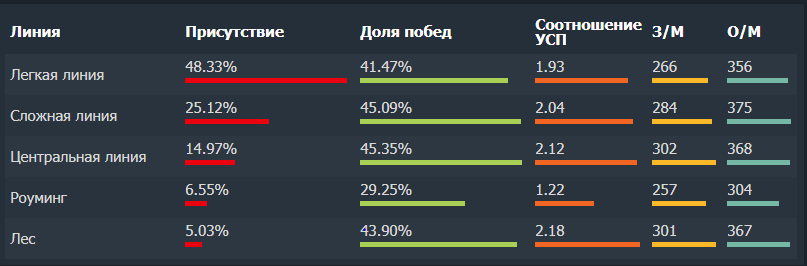 Линия Присутствие Доля побед Соотношение УСП З/М О/М
Легкая линия 48.33% 41.47% 1.93 266 356
Сложная линия 25.12% 45.09% 2.04 284 375
Центральная линия 14.97% 45.35% 2.12 302 368
Роуминг 6.55% 29.25% 1.22 257 304
Лес 5.03% 43.90% 2.18 301 367